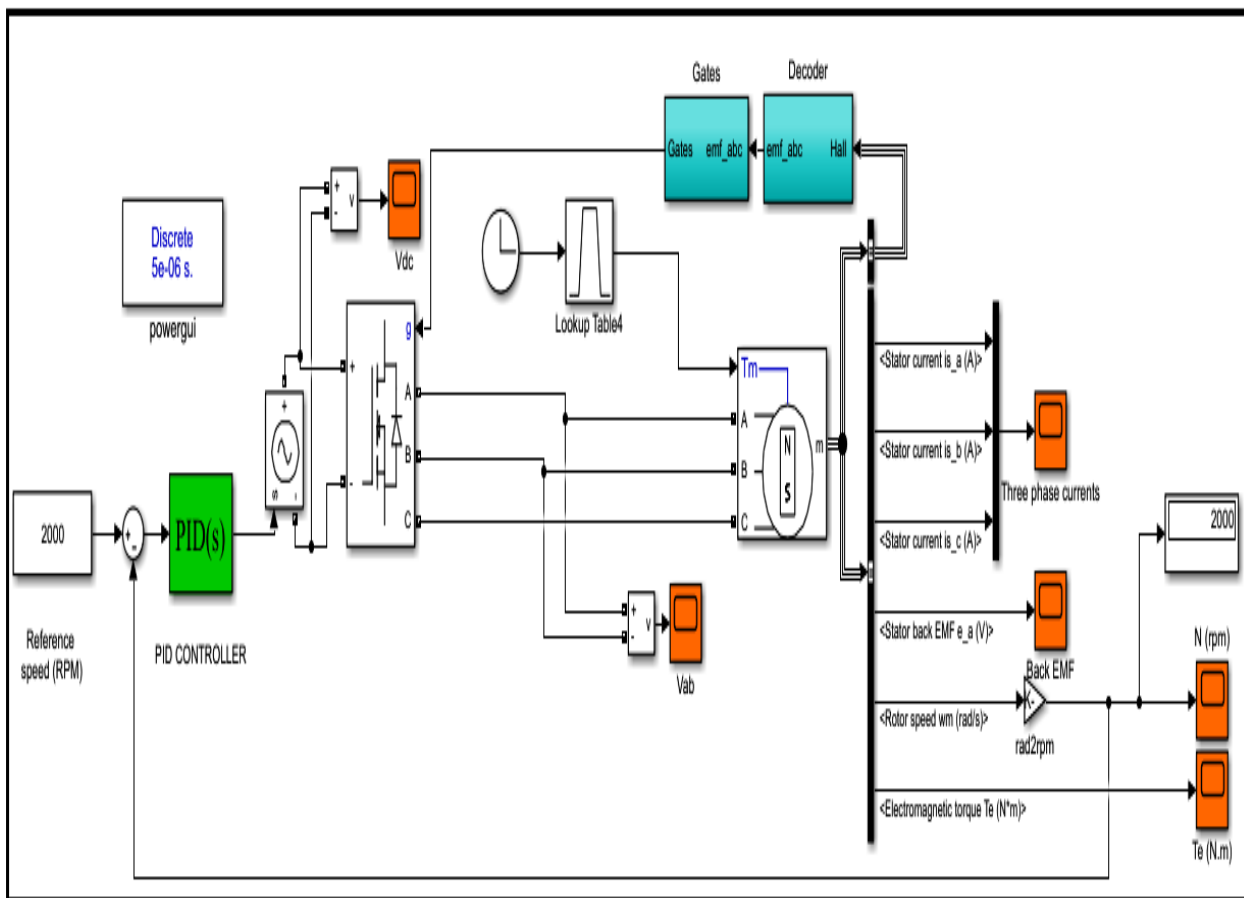 Gates
Decoder
Gates
emf_abc
emf_abc
Hall
+
-
v
Vdc
Discrete
5e-06 s.
powergui
Lookup Table4
g
+
A
B
-
C
Tm
A
B
C
N
S
m
<Stator current is_a (A)>
<Stator current is_b (A)>
<Stator current is_c (A)>
Three phase currents
+
s
-
2000
+
-
PID(s)
Reference
speed (RPM)
PID CONTROLLER
+
-
v
Vab
2000
<Stator back EMF e_a (V)>
Back EMF
N (rpm)
<Rotor speed wm (rad/s)>
rad2rpm
<Electromagnetic torque Te (N*m)>
Te (N.m)